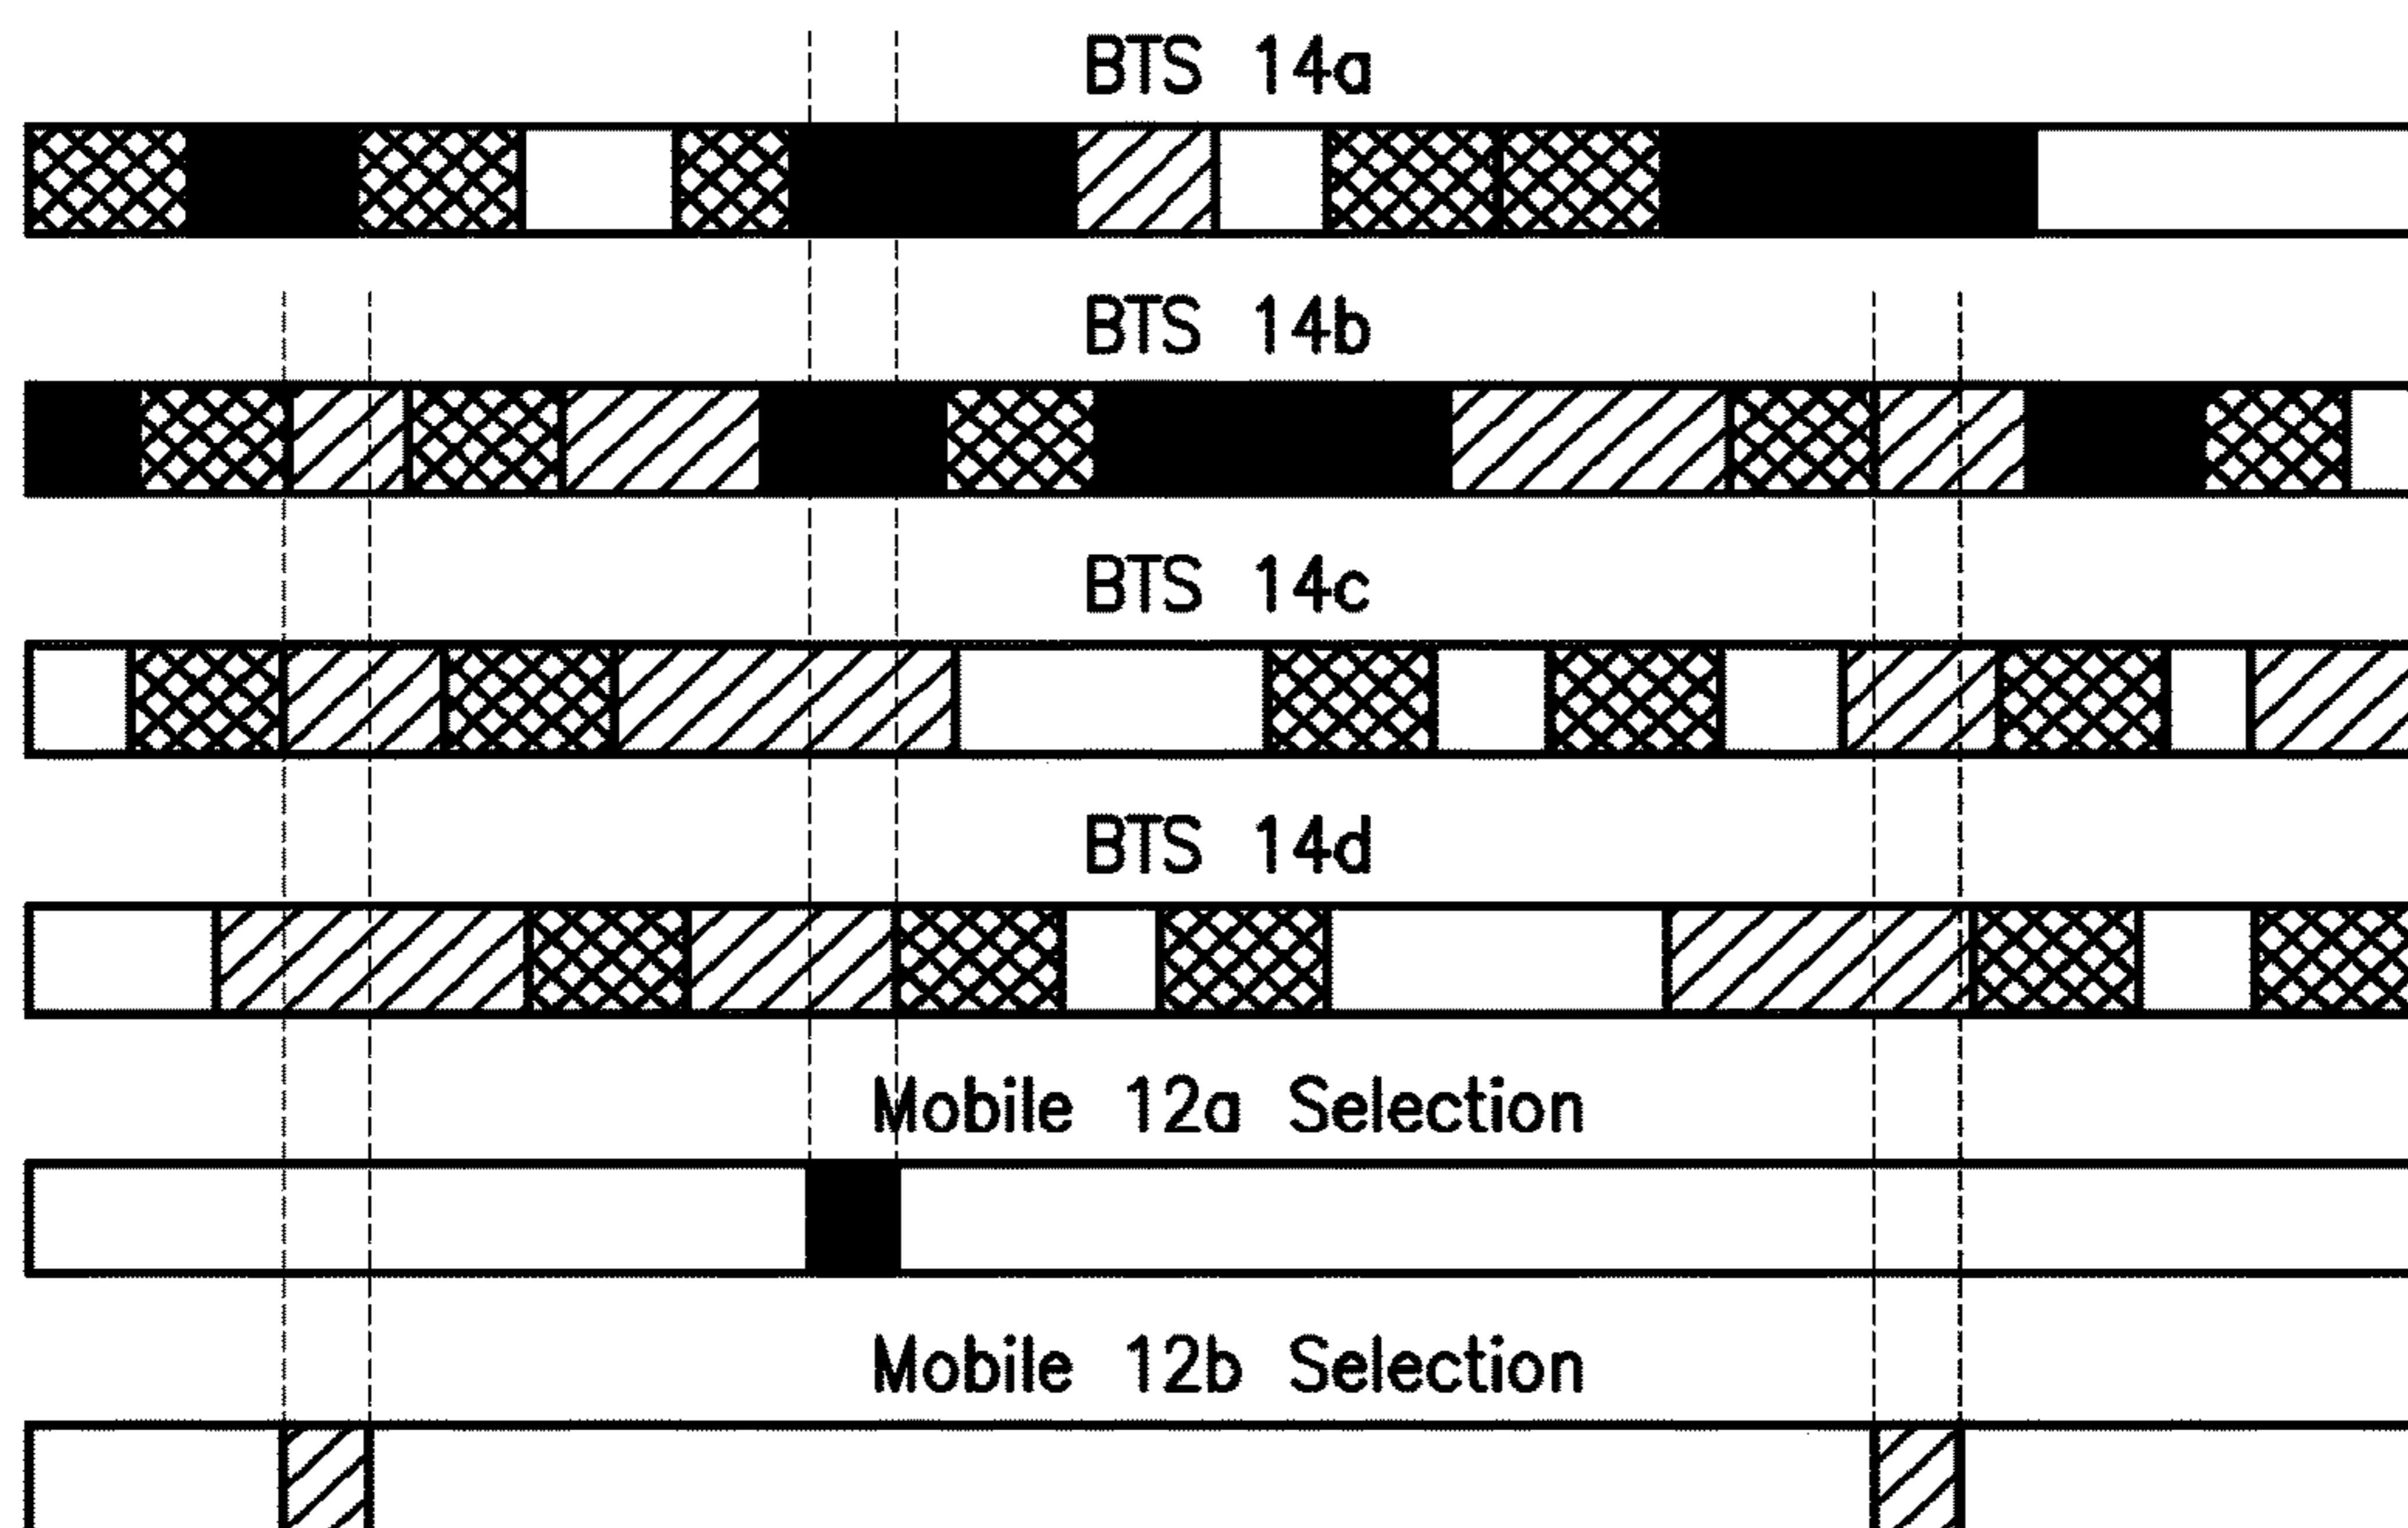 BTS 14a
BTS 14b
BTS 14c
BTS 14d
Mobile 12a Selection
Mobile 12b Selection